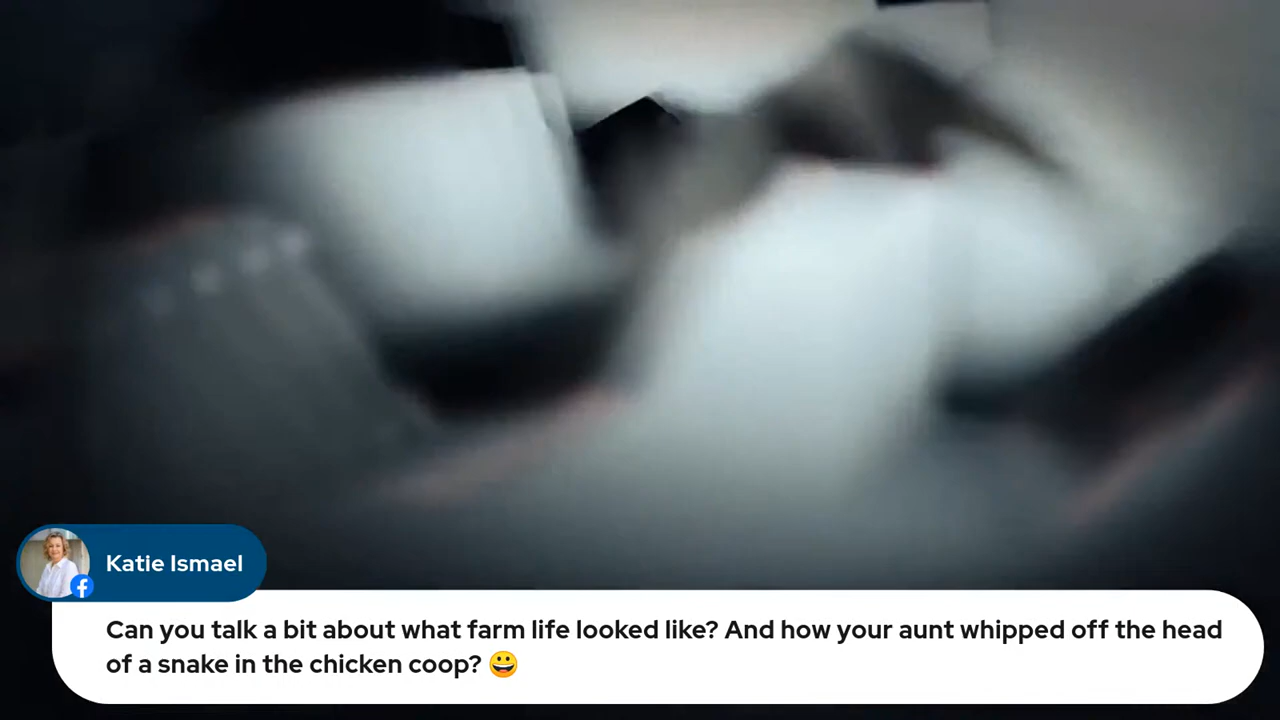 Katie Ismael
Can you talk a bit about what farm life looked like? And how your aunt whipped off the head
of a snake in the chicken coop? 😀